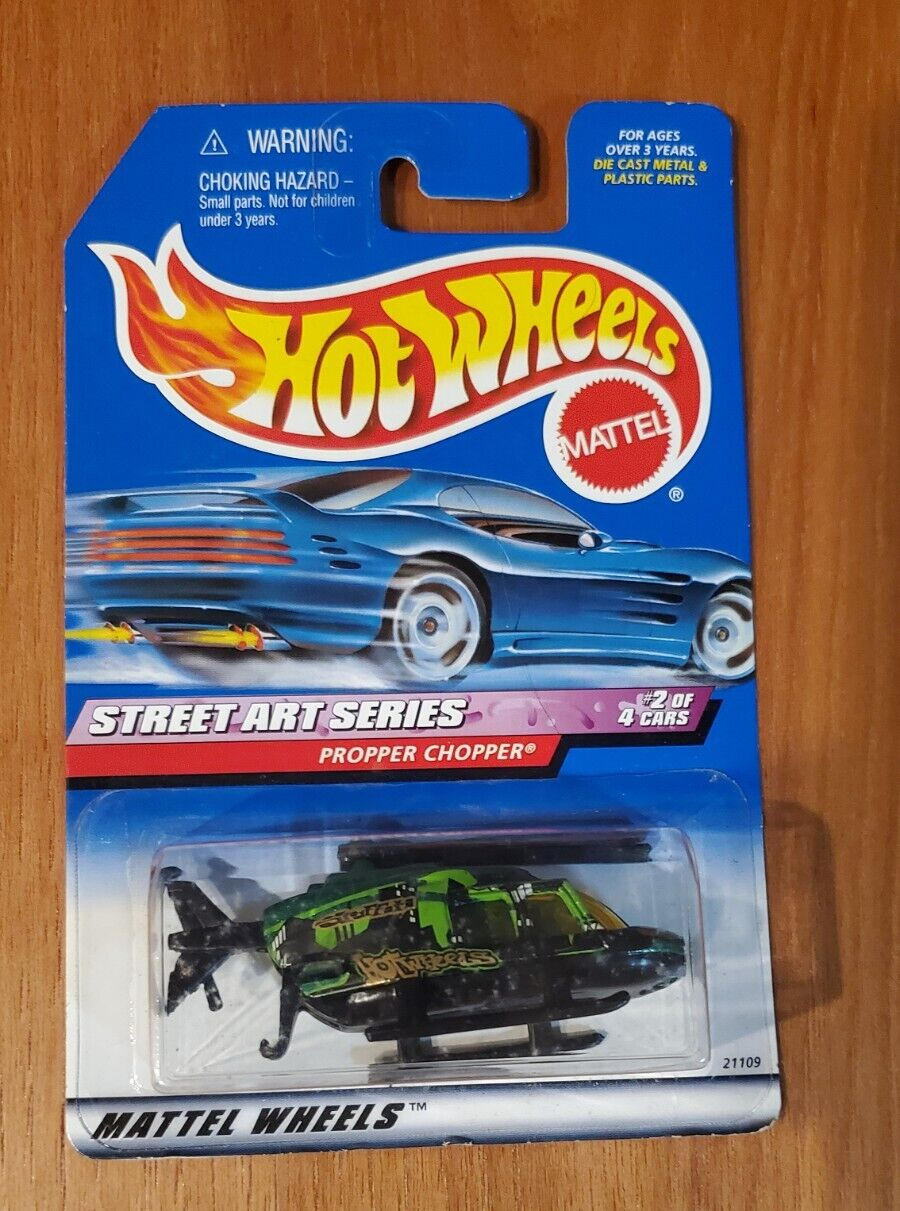 WARNING:
CHOKING HAZARD –
Small parts. Not for children
under 3 years.
FOR AGES
OVER 3 YEARS.
DIE CAST METAL &
PLASTIC PARTS.
HOT WHEELS
MATTEL
®
STREET ART SERIES
#2 OF
4 CARS
PROPPER CHOPPER®
HOT WHEELS
21109
MATTEL WHEELS™